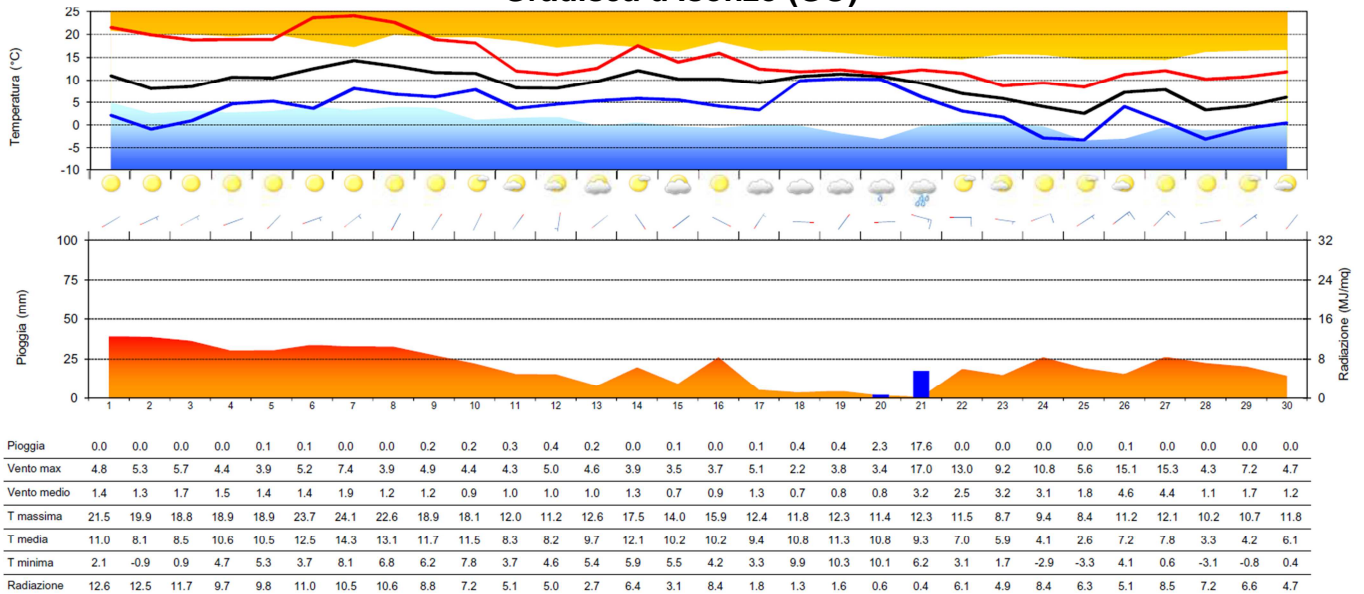 Gradisca d'Isonzo (GO)
25
20
15
10
5
0
-5
-10
Temperatura (°C)
100
75
50
25
0
Pioggia (mm)
32
24
16
8
0
Radiazione (MJ/mq)
1 2 3 4 5 6 7 8 9 10 11 12 13 14 15 16 17 18 19 20 21 22 23 24 25 26 27 28 29 30
Pioggia 0.0 0.0 0.0 0.0 0.1 0.1 0.0 0.0 0.2 0.2 0.3 0.4 0.2 0.0 0.1 0.0 0.1 0.4 0.4 2.3 17.6 0.0 0.0 0.0 0.0 0.1 0.0 0.0 0.0 0.0
Vento max 4.8 5.3 5.7 4.4 3.9 5.2 7.4 3.9 4.9 4.4 4.3 5.0 4.6 3.9 3.5 3.7 5.1 2.2 3.8 3.4 17.0 13.0 9.2 10.8 5.6 15.1 15.3 4.3 7.2 4.7
Vento medio 1.4 1.3 1.7 1.5 1.4 1.4 1.9 1.2 1.2 0.9 1.0 1.0 1.0 1.3 0.7 0.9 1.3 0.7 0.8 0.8 3.2 2.5 3.2 3.1 1.8 4.6 4.4 1.1 1.7 1.2
T massima 21.5 19.9 18.8 18.9 18.9 23.7 24.1 22.6 18.9 18.1 12.0 11.2 12.6 17.5 14.0 15.9 12.4 11.8 12.3 11.4 12.3 11.5 8.7 9.4 8.4 11.2 12.1 10.2 10.7 11.8
T media 11.0 8.1 8.5 10.6 10.5 12.5 14.3 13.1 11.7 11.5 8.3 8.2 9.7 12.1 10.2 10.2 9.4 10.8 11.3 10.8 9.3 7.0 5.9 4.1 2.6 7.2 7.8 3.3 4.2 6.1
T minima 2.1 -0.9 0.9 4.7 5.3 3.7 8.1 6.8 6.2 7.8 3.7 4.6 5.4 5.9 5.5 4.2 3.3 9.9 10.3 10.1 6.2 3.1 1.7 -2.9 -3.3 4.1 0.6 -3.1 -0.8 0.4
Radiazione 12.6 12.5 11.7 9.7 9.8 11.0 10.5 10.6 8.8 7.2 5.1 5.0 2.7 6.4 3.1 8.4 1.8 1.3 1.6 0.6 0.4 6.1 4.9 8.4 6.3 5.1 8.5 7.2 6.6 4.7